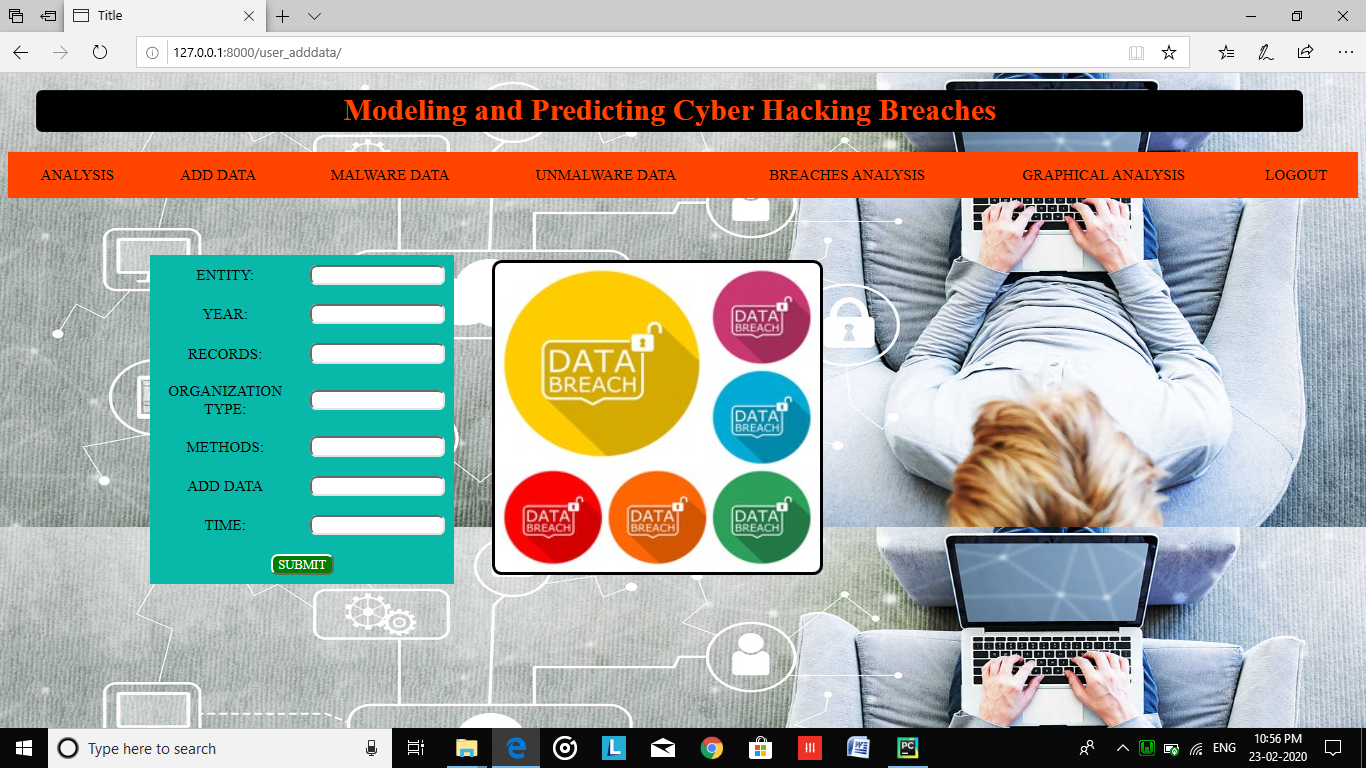 Title
127.0.0.1:8000/user_adddata/
Modeling and Predicting Cyber Hacking Breaches
ANALYSIS ADD DATA MALWARE DATA UNMALWARE DATA BREACHES ANALYSIS GRAPHICAL ANALYSIS LOGOUT
ENTITY:
YEAR:
RECORDS:
ORGANIZATION
TYPE:
METHODS:
ADD DATA
TIME:
SUBMIT
DATA
BREACH
DATA
BREACH
DATA
BREACH
DATA
BREACH
DATA
BREACH
DATA
BREACH
Type here to search
L
W
PC
ENG
10:56 PM
23-02-2020